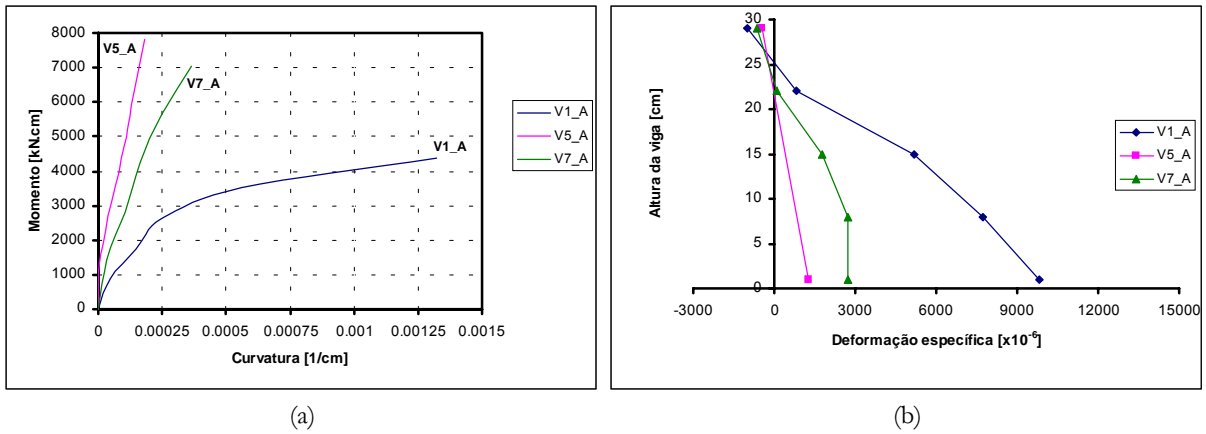 8000
7000
6000
5000
4000
3000
2000
1000
0
Momento [kN.cm]
V5_A
V7_A
V1_A
0 0.00025 0.0005 0.00075 0.001 0.00125 0.0015
Curvatura [1/cm]
V1_A
V5_A
V7_A
(a)
30
25
20
15
10
5
0
Altura da viga [cm]
-3000 0 3000 6000 9000 12000 15000
Deformação específica [x10⁻⁶]
V1_A
V5_A
V7_A
(b)